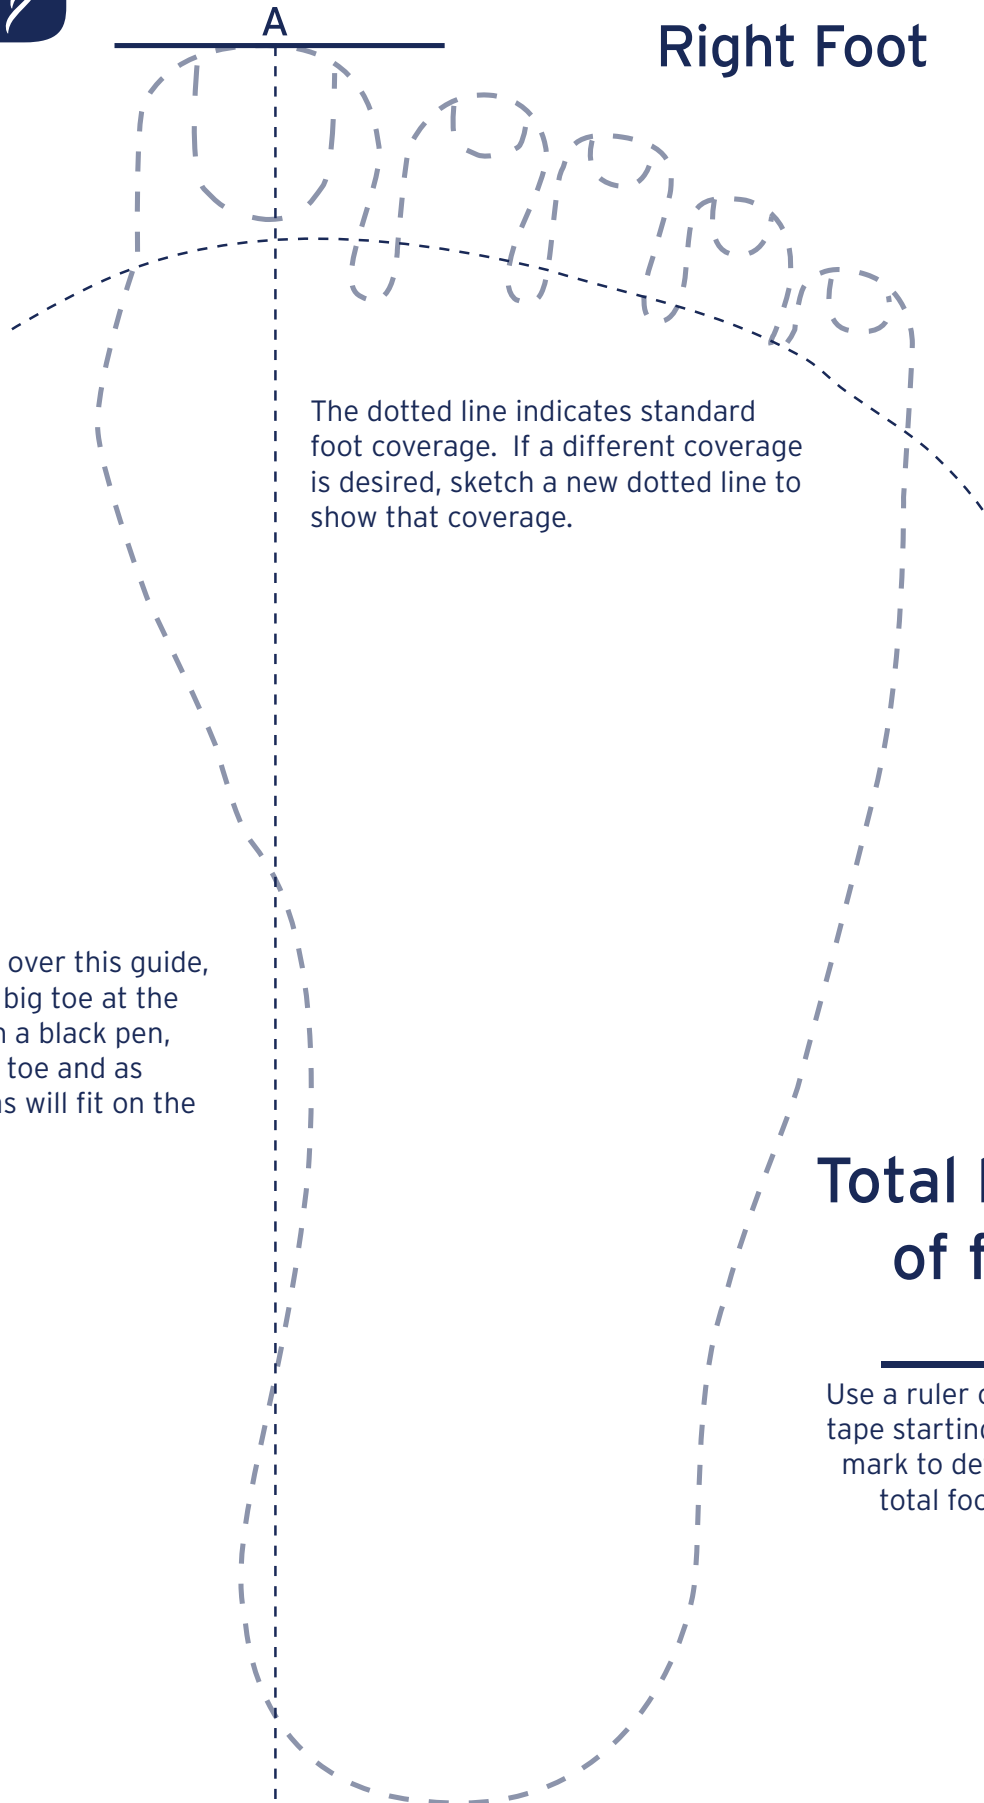 A
Right Foot
The dotted line indicates standard
foot coverage. If a different coverage
is desired, sketch a new dotted line to
show that coverage.
over this guide,
big toe at the
a black pen,
toe and as
will fit on the
Total
of
Use a ruler
tape starting
mark to
total